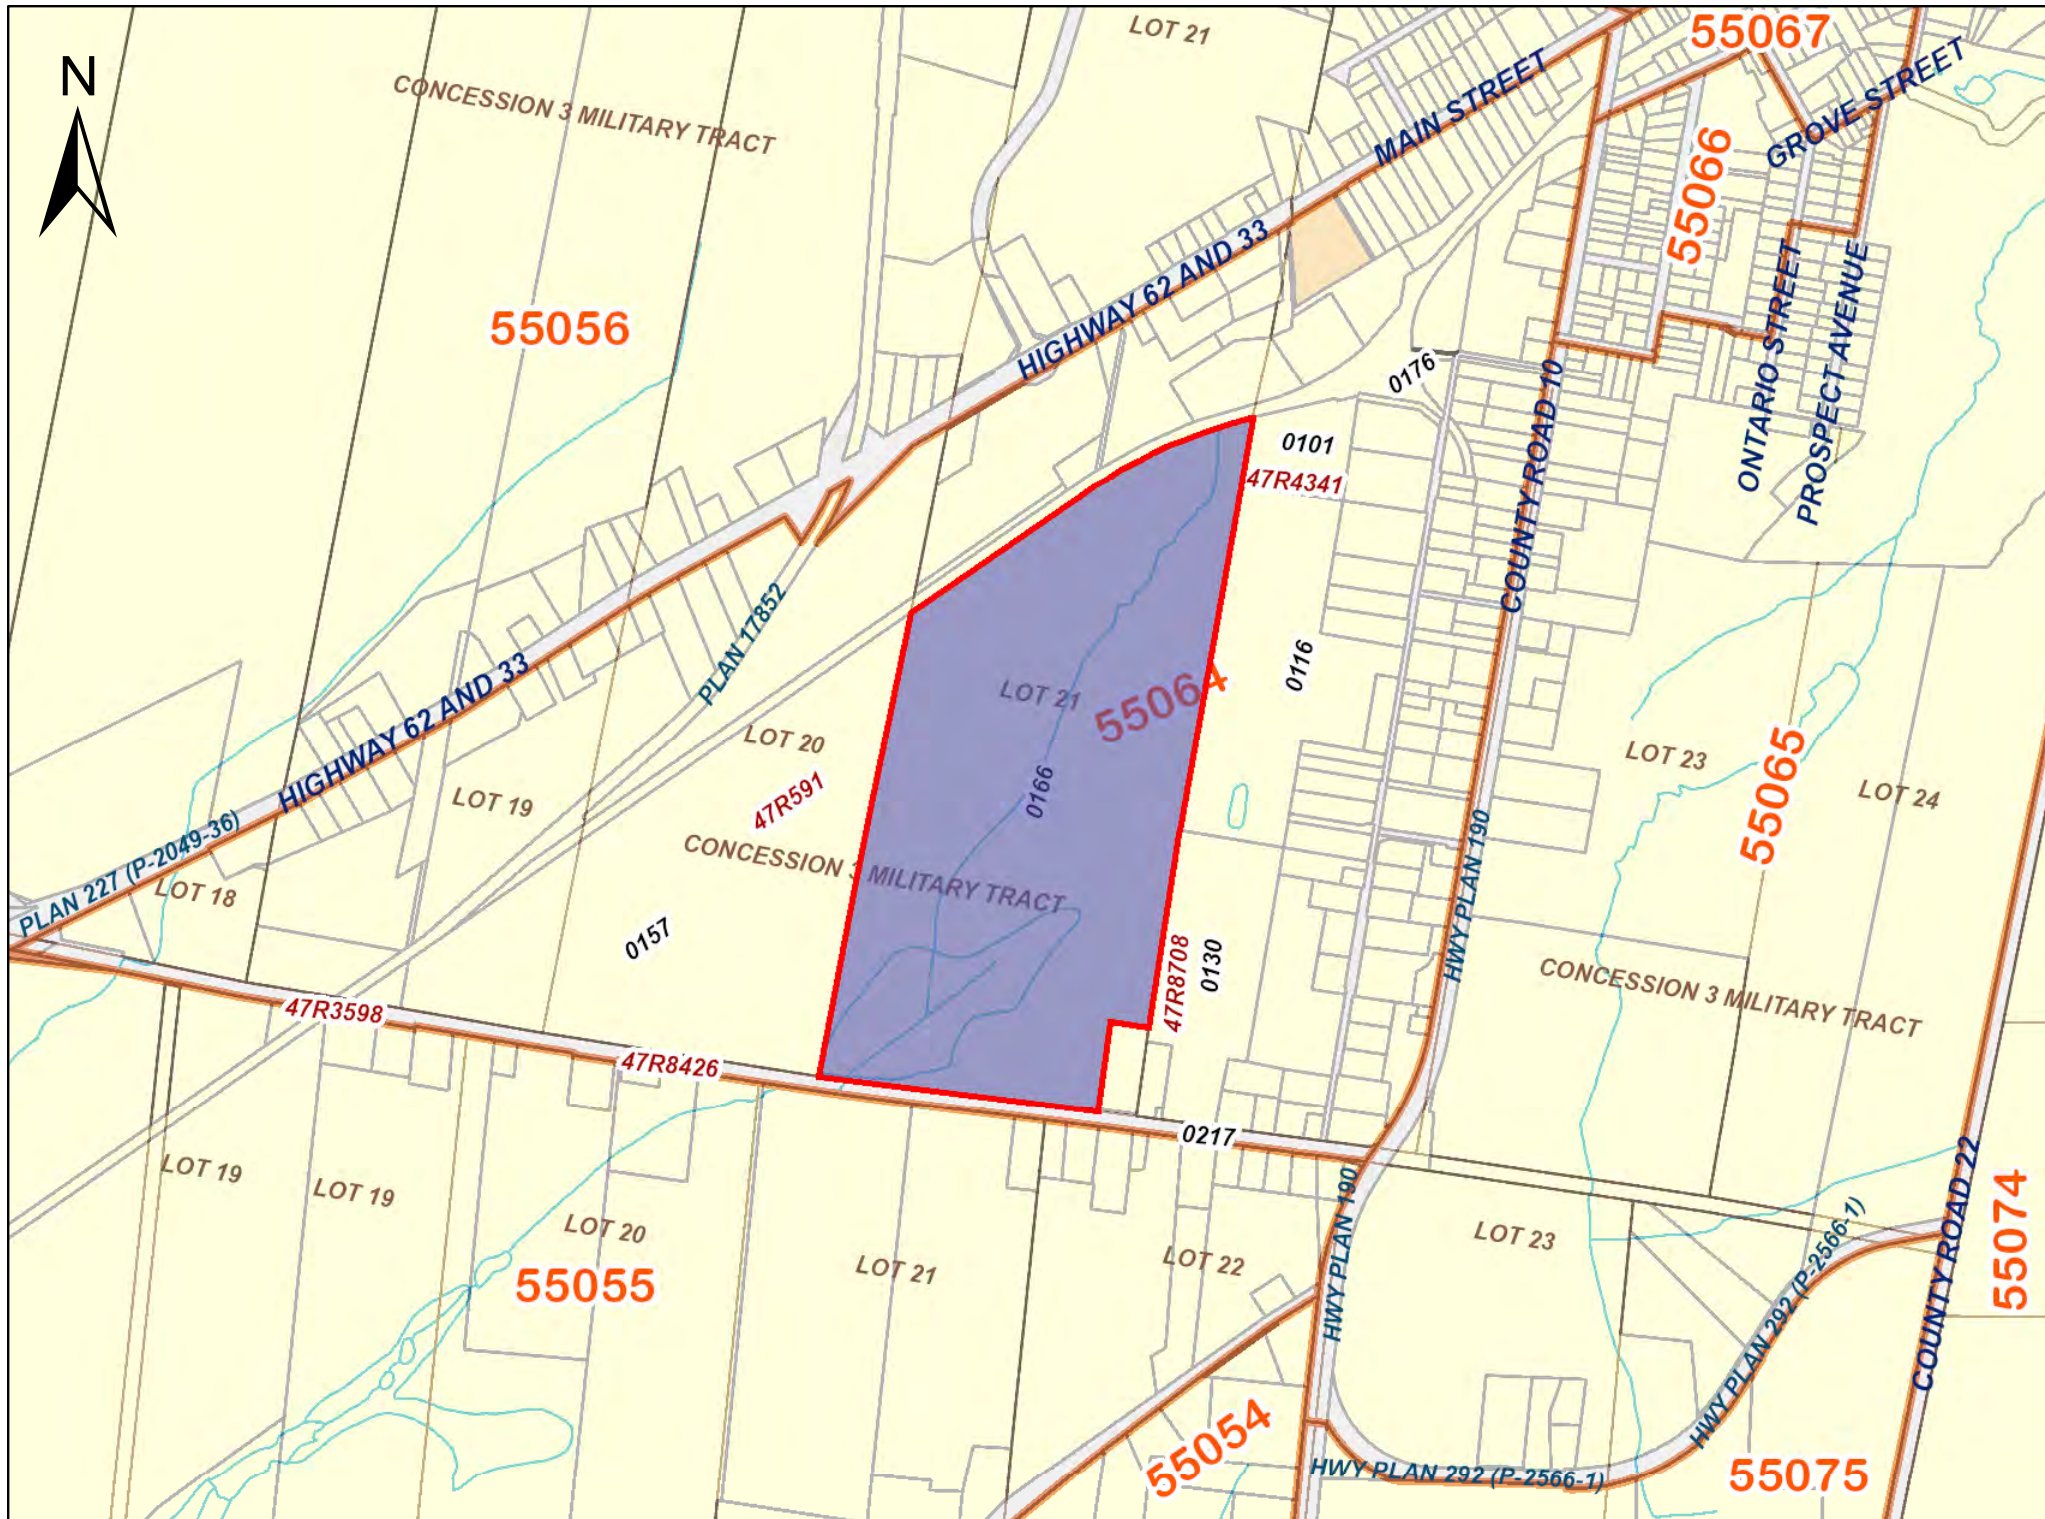 LOT 21
55067
N
CONCESSION 3 MILITARY TRACT
MAIN STREET
GROVE STREET
55066
55056
HIGHWAY 62 AND 33
ONTARIO STREET
PROSPECT AVENUE
0176
COUNTY ROAD 10
0101
47R4341
PLAN 17852
0116
LOT 21
55064
HIGHWAY 62 AND 33
LOT 20
LOT 23
55065
0166
47R591
LOT 19
LOT 24
PLAN 227 (P-2049-36)
HWY PLAN 190
LOT 18
CONCESSION 3 MILITARY TRACT
0157
47R8708
0130
CONCESSION 3 MILITARY TRACT
47R3598
47R8426
0217
LOT 19
LOT 19
HWY PLAN 190
LOT 20
LOT 21
LOT 22
LOT 23
HWY PLAN 292 (P-2566-1)
COUNTY ROAD 22
55074
55055
55054
HWY PLAN 292 (P-2566-1)
55075